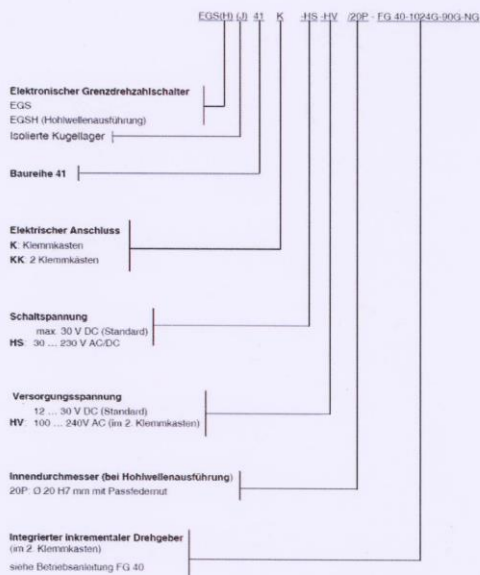 EGS(H) (J) 41 K -HS -HV /20P - FG 40-1024G-90G-NG
Elektronischer Grenzdrehzahlschalter
EGS
EGSH (Hohlwellenausführung)
Isolierte Kugellager
Baureihe 41
Elektrischer Anschluss
K: Klemmkasten
KK: 2 Klemmkästen
Schaltspannung
max. 30 V DC (Standard)
HS: 30 ... 230 V AC/DC
Versorgungsspannung
12 ... 30 V DC (Standard)
HV: 100 ... 240V AC (im 2. Klemmkasten)
Innendurchmesser (bei Hohlwellenausführung)
20P: Ø 20 H7 mm mit Passfedernut
Integrierter inkrementaler Drehgeber
(im 2. Klemmkasten)
siehe Betriebsanleitung FG 40